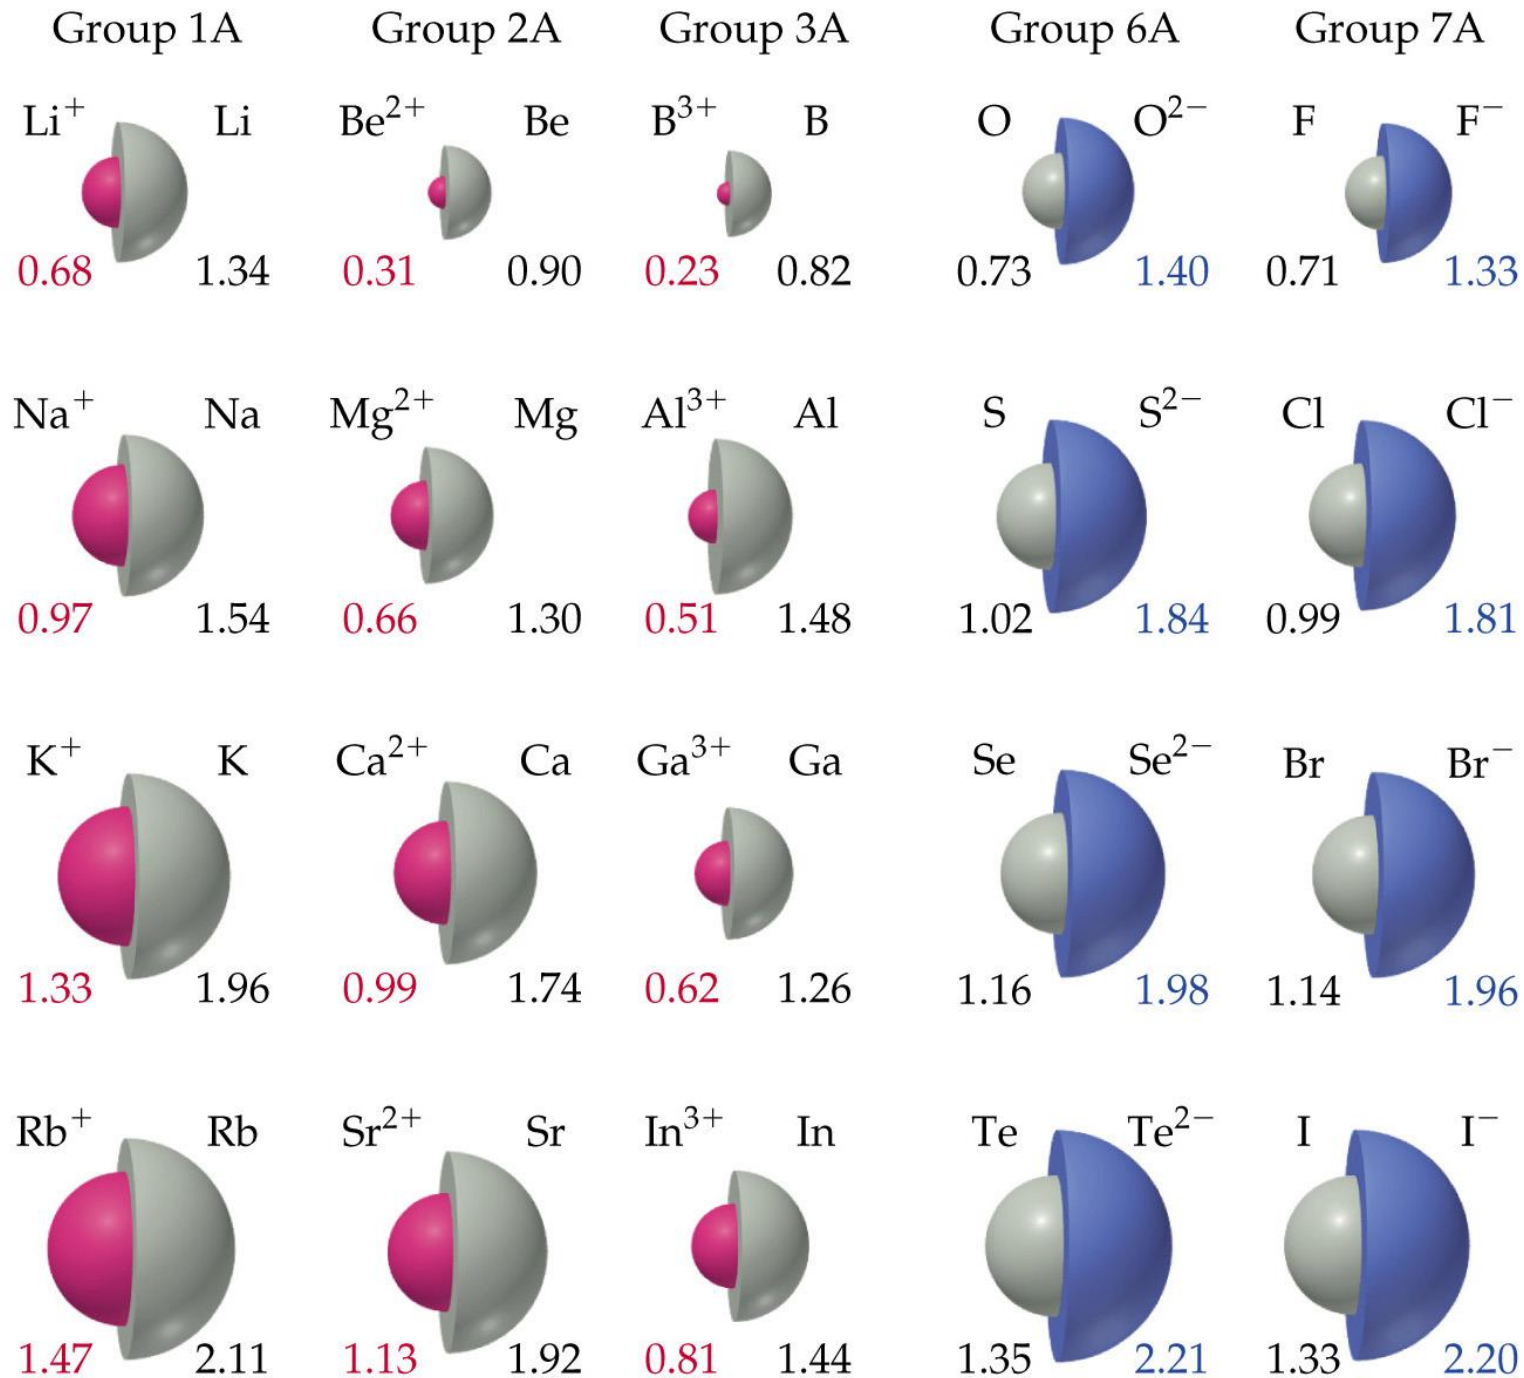 Group 1A Group 2A Group 3A Group 6A Group 7A
Li⁺ Li Be²⁺ Be B³⁺ B O O²⁻ F F⁻
0.68 1.34 0.31 0.90 0.23 0.82 0.73 1.40 0.71 1.33
Na⁺ Na Mg²⁺ Mg Al³⁺ Al S S²⁻ Cl Cl⁻
0.97 1.54 0.66 1.30 0.51 1.48 1.02 1.84 0.99 1.81
K⁺ K Ca²⁺ Ca Ga³⁺ Ga Se Se²⁻ Br Br⁻
1.33 1.96 0.99 1.74 0.62 1.26 1.16 1.98 1.14 1.96
Rb⁺ Rb Sr²⁺ Sr In³⁺ In Te Te²⁻ I I⁻
1.47 2.11 1.13 1.92 0.81 1.44 1.35 2.21 1.33 2.20